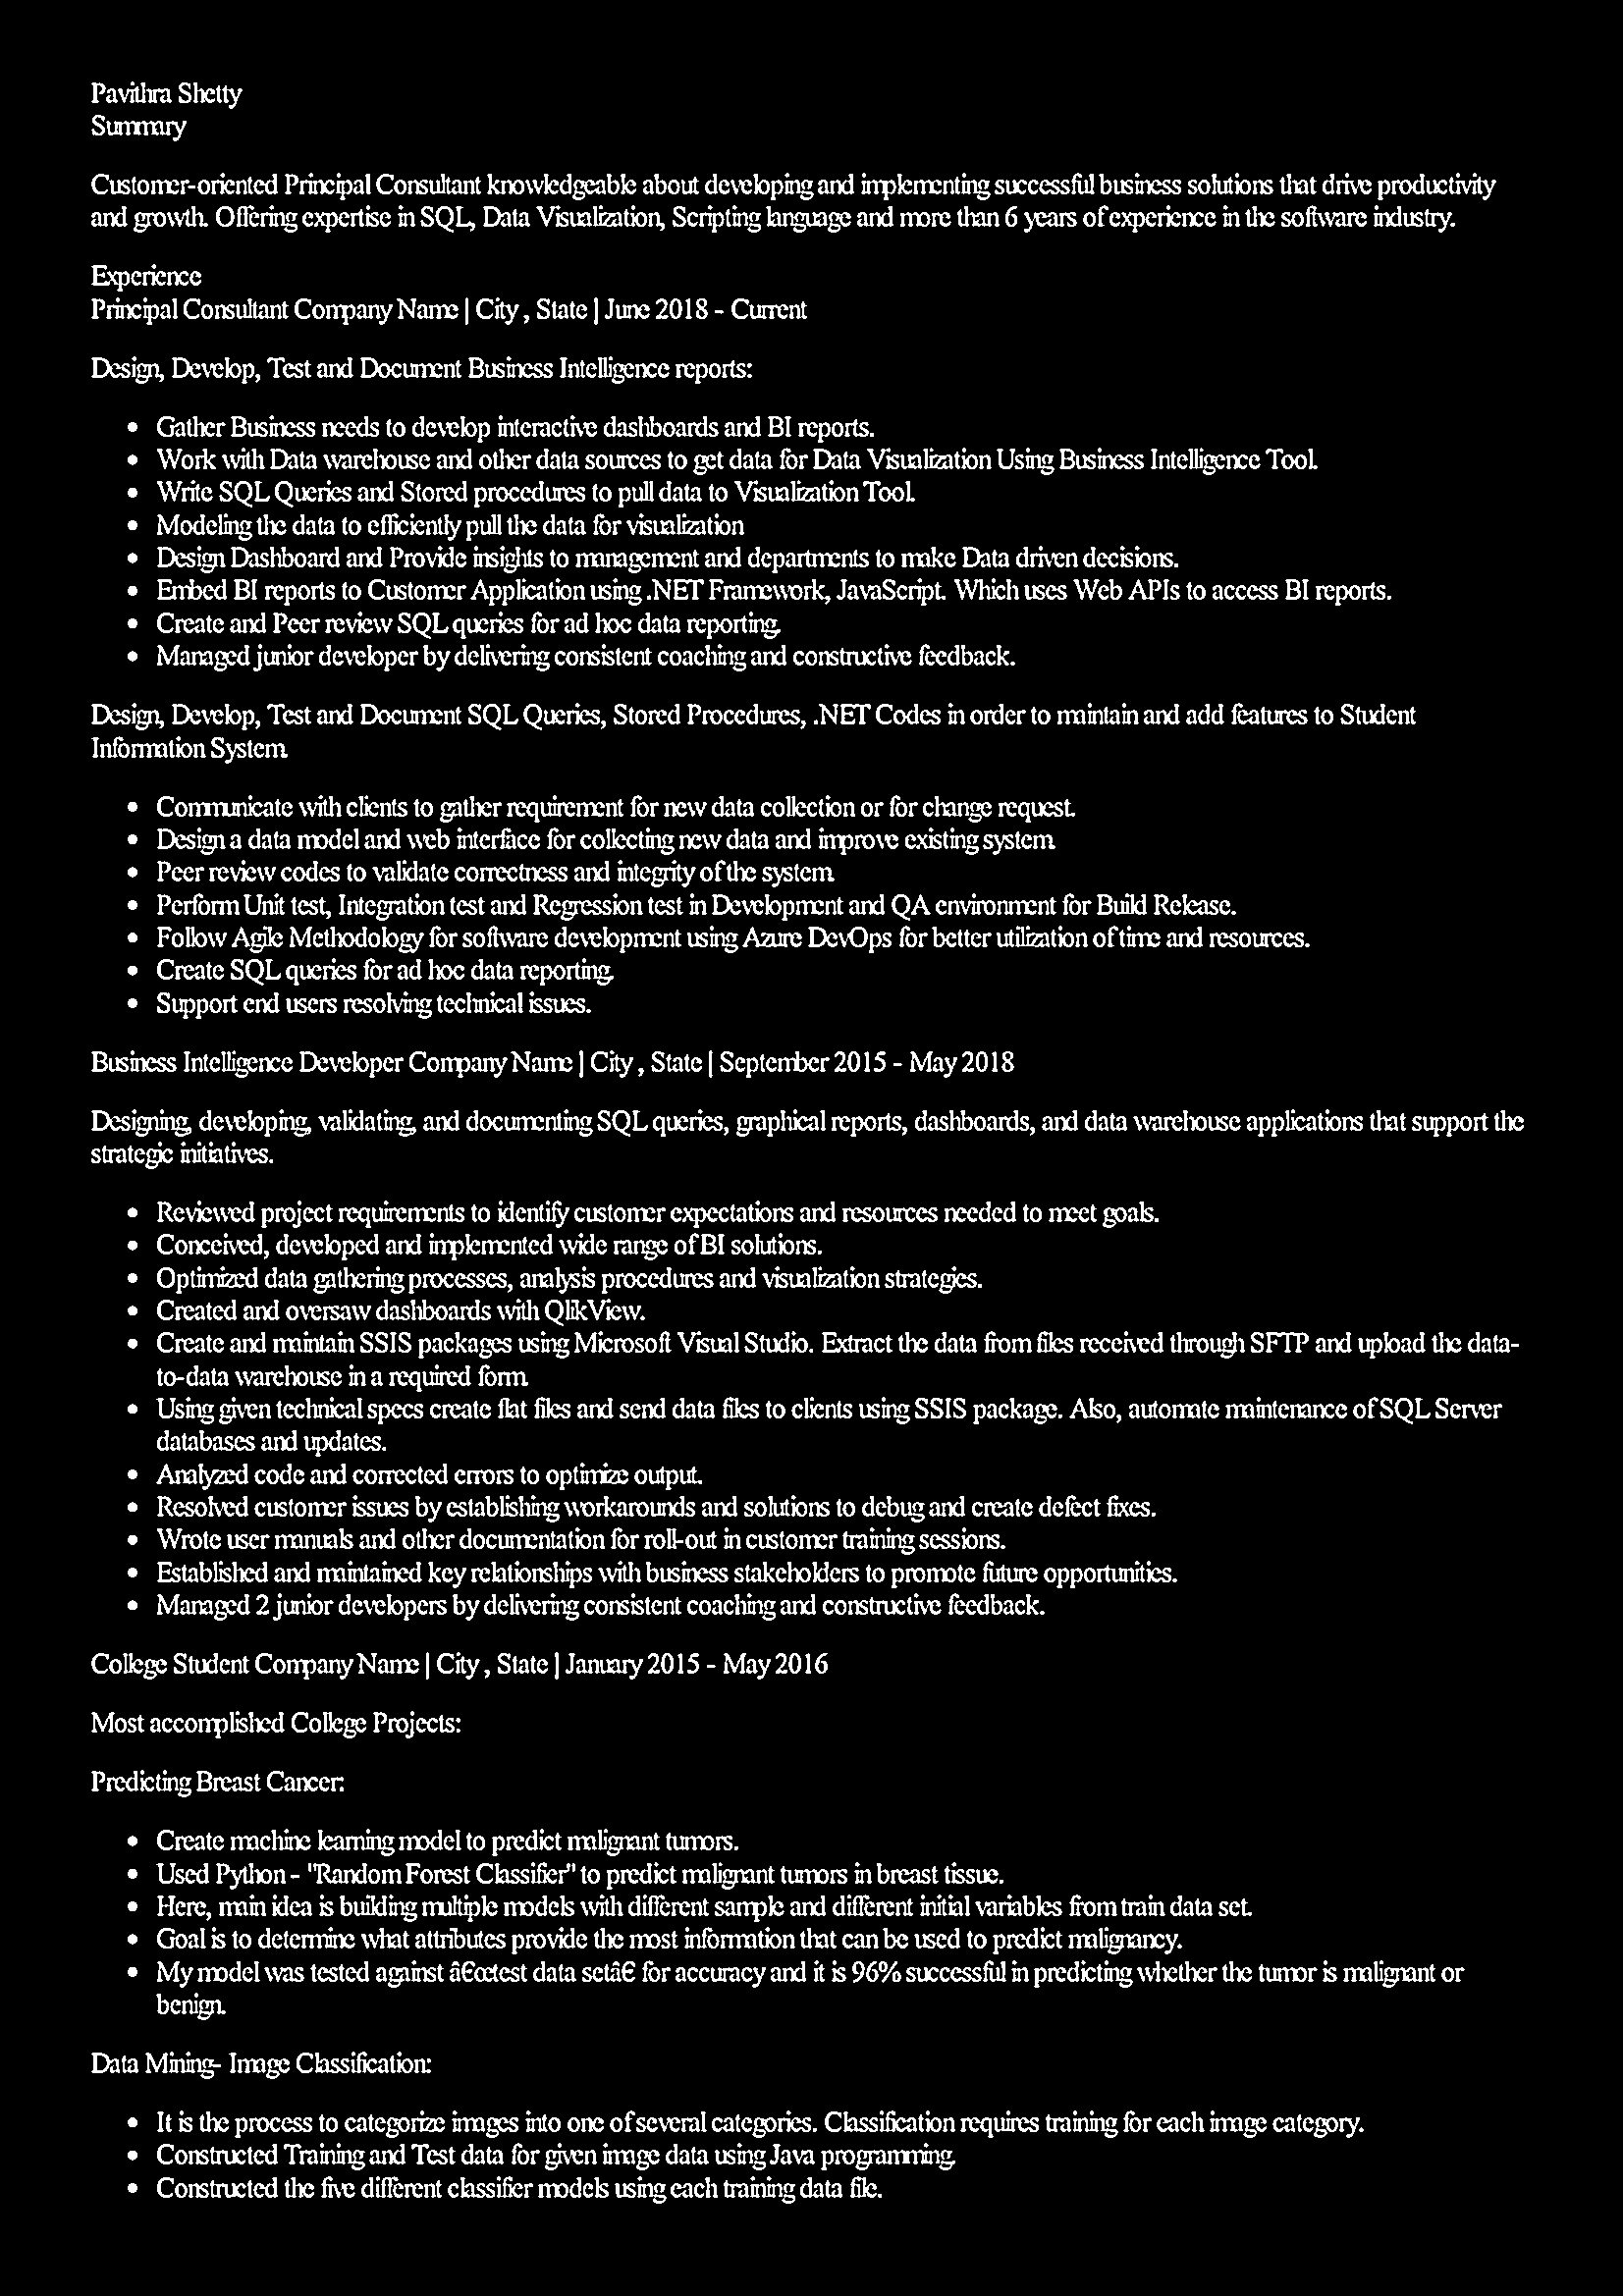 Pavithra Shetty
Summary
Customer-oriented Principal Consultant knowledgeable about developing and implementing successful business solutions that drive productivity
and growth. Offering expertise in SQL, Data Visualization, Scripting language and more than 6 years of experience in the software industry.
Experience
Principal Consultant Company Name | City , State | June 2018 - Current
Design, Develop, Test and Document Business Intelligence reports:
• Gather Business needs to develop interactive dashboards and BI reports.
• Work with Data warehouse and other data sources to get data for Data Visualization Using Business Intelligence Tool.
• Write SQL Queries and Stored procedures to pull data to Visualization Tool.
• Modeling the data to efficiently pull the data for visualization
• Design Dashboard and Provide insights to management and departments to make Data driven decisions.
• Embed BI reports to Customer Application using .NET Framework, JavaScript. Which uses Web APIs to access BI reports.
• Create and Peer review SQL queries for ad hoc data reporting.
• Managed junior developer by delivering consistent coaching and constructive feedback.
Design, Develop, Test and Document SQL Queries, Stored Procedures, .NET Codes in order to maintain and add features to Student
Information System.
• Communicate with clients to gather requirement for new data collection or for change request.
• Design a data model and web interface for collecting new data and improve existing system.
• Peer review codes to validate correctness and integrity of the system.
• Perform Unit test, Integration test and Regression test in Development and QA environment for Build Release.
• Follow Agile Methodology for software development using Azure DevOps for better utilization of time and resources.
• Create SQL queries for ad hoc data reporting.
• Support end users resolving technical issues.
Business Intelligence Developer Company Name | City , State | September 2015 - May 2018
Designing, developing, validating, and documenting SQL queries, graphical reports, dashboards, and data warehouse applications that support the
strategic initiatives.
• Reviewed project requirements to identify customer expectations and resources needed to meet goals.
• Conceived, developed and implemented wide range of BI solutions.
• Optimized data gathering processes, analysis procedures and visualization strategies.
• Created and oversaw dashboards with QlikView.
• Create and maintain SSIS packages using Microsoft Visual Studio. Extract the data from files received through SFTP and upload the data-
to-data warehouse in a required form.
• Using given technical specs create flat files and send data files to clients using SSIS package. Also, automate maintenance of SQL Server
databases and updates.
• Analyzed code and corrected errors to optimize output.
• Resolved customer issues by establishing workarounds and solutions to debug and create defect fixes.
• Wrote user manuals and other documentation for roll-out in customer training sessions.
• Established and maintained key relationships with business stakeholders to promote future opportunities.
• Managed 2 junior developers by delivering consistent coaching and constructive feedback.
College Student Company Name | City , State | January 2015 - May 2016
Most accomplished College Projects:
Predicting Breast Cancer:
• Create machine learning model to predict malignant tumors.
• Used Python - "Random Forest Classifier" to predict malignant tumors in breast tissue.
• Here, main idea is building multiple models with different sample and different initial variables from train data set.
• Goal is to determine what attributes provide the most information that can be used to predict malignancy.
• My model was tested against â€œtest data setâ€ for accuracy and it is 96% successful in predicting whether the tumor is malignant or
benign.
Data Mining- Image Classification:
• It is the process to categorize images into one of several categories. Classification requires training for each image category.
• Constructed Training and Test data for given image data using Java programming.
• Constructed the five different classifier models using each training data file.